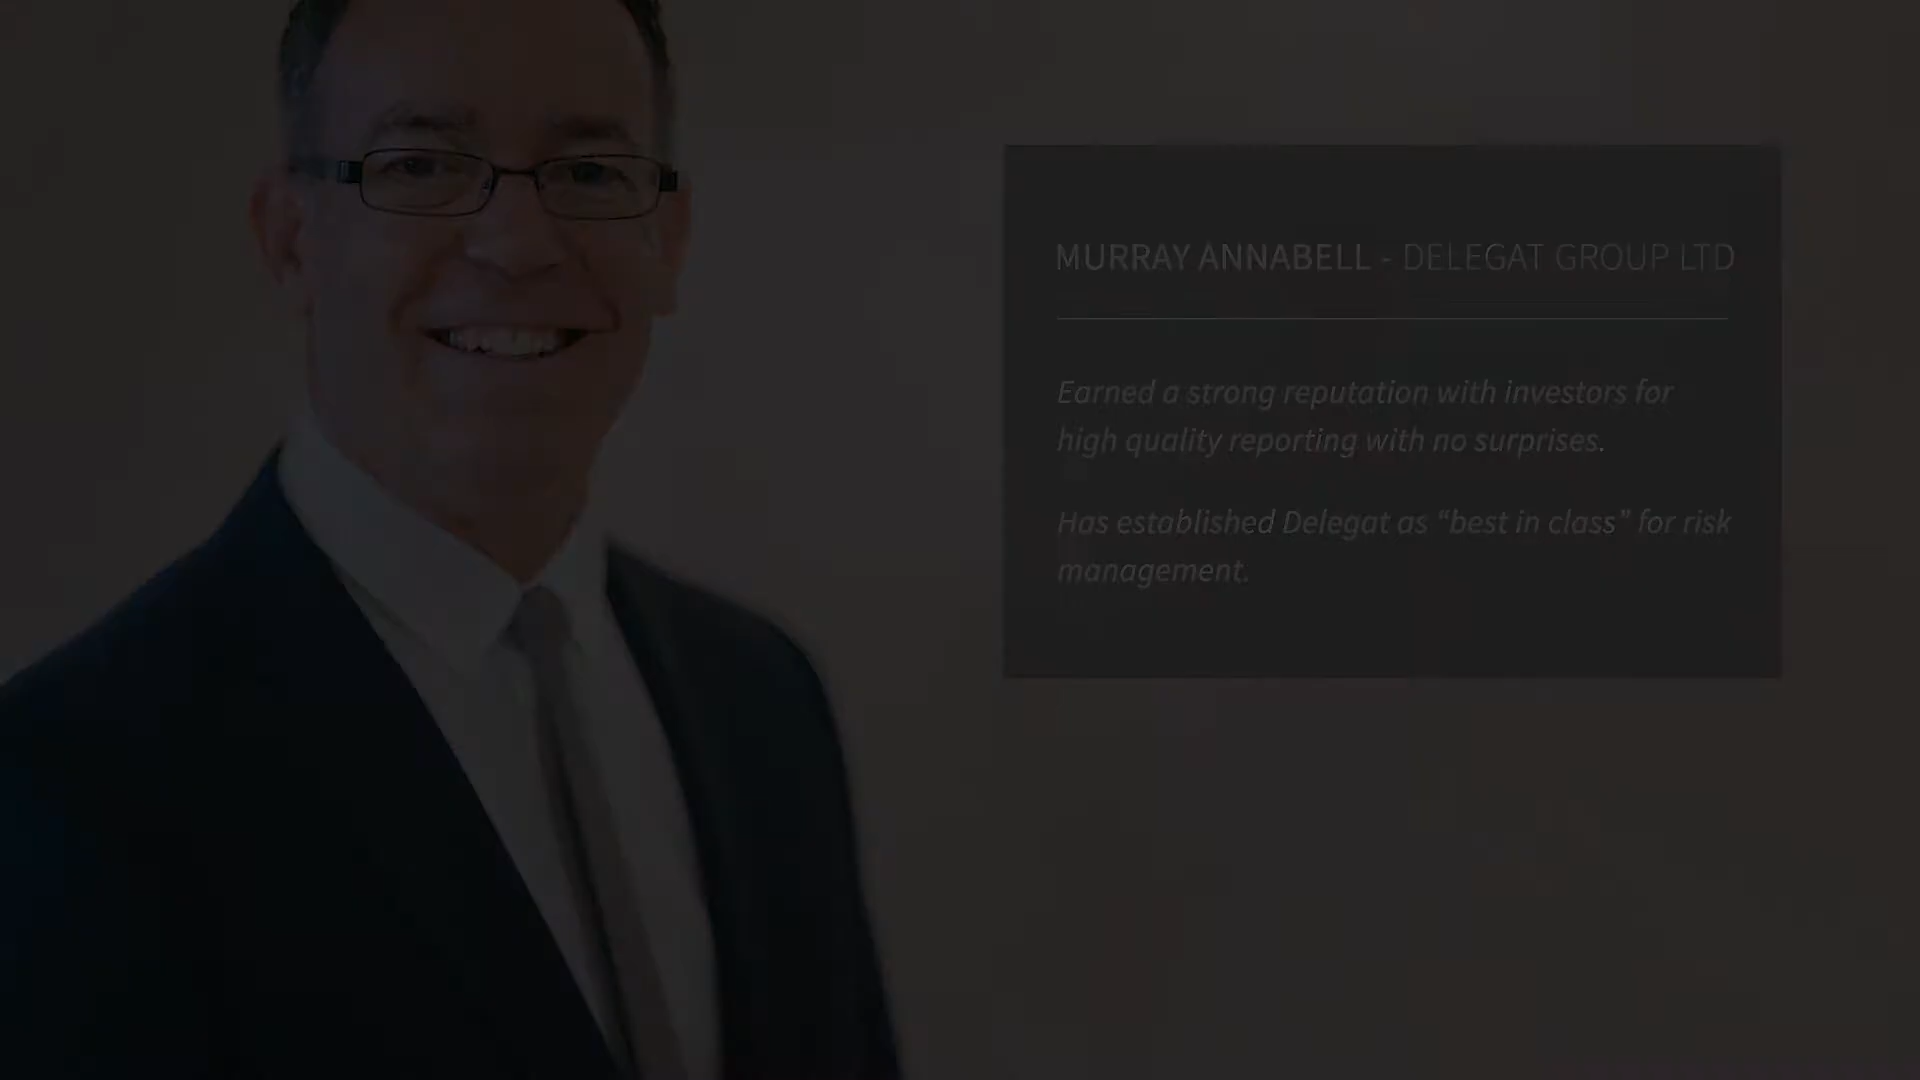 MURRAY ANNABELL - DELEGAT GROUP LTD
Earned a strong reputation with investors for
high quality reporting with no surprises.
Has established Delegat as “best in class” for risk
management.